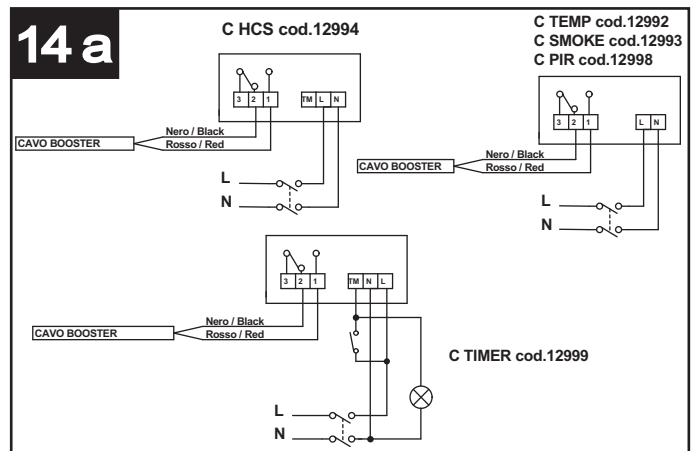 14 a
C HCS cod.12994
3 2 1 TM L N
CAVO BOOSTER
Nero / Black
Rosso / Red
L
N
C TEMP cod.12992
C SMOKE cod.12993
C PIR cod.12998
3 2 1 L N
CAVO BOOSTER
Nero / Black
Rosso / Red
L
N
3 2 1 TM N L
CAVO BOOSTER
Nero / Black
Rosso / Red
C TIMER cod.12999
L
N